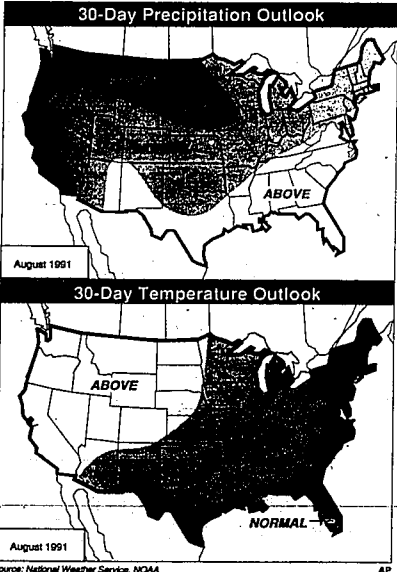 30-Day Precipitation Outlook
ABOVE
August 1991
30-Day Temperature Outlook
ABOVE
NORMAL
August 1991
ource: National Weather Service, NOAA
AP